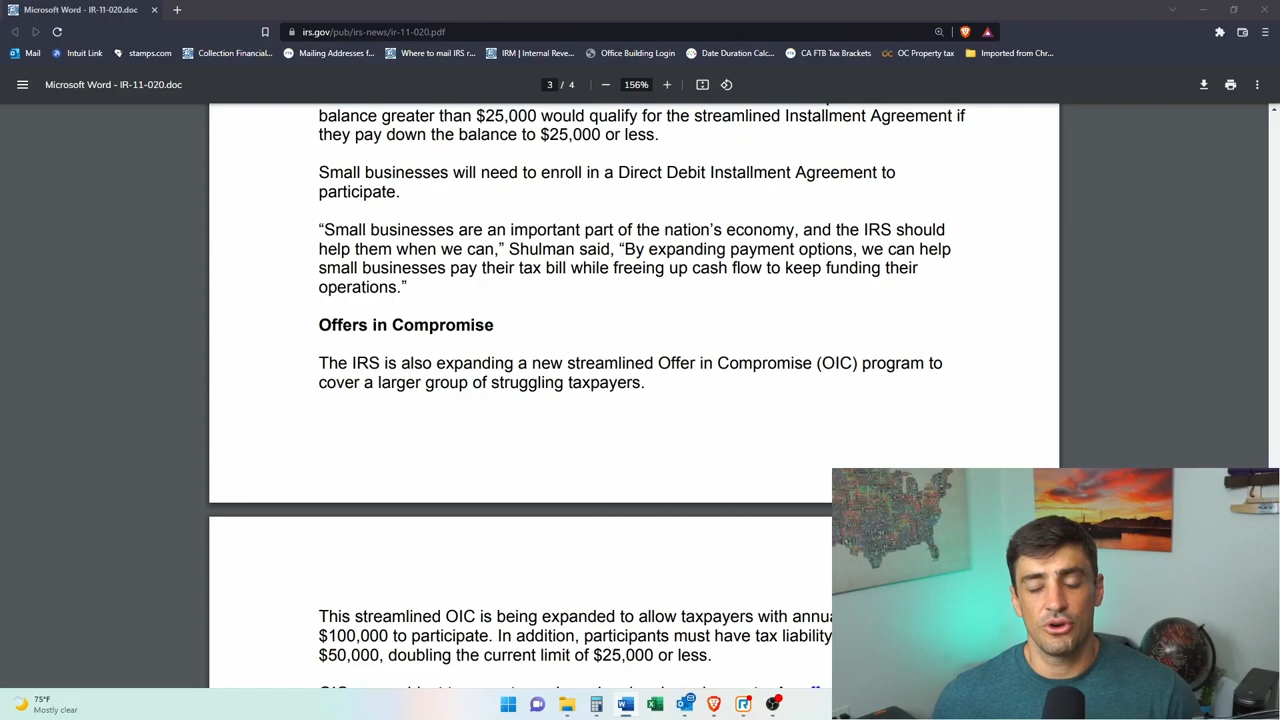 Microsoft Word - IR-11-020.doc
irs.gov/pub/irs-news/ir-11-020.pdf
Mail
Intuit Link
stamps.com
Collection Financial...
Mailing Addresses f...
Where to mail IRS r...
IRM | Internal Reve...
Office Building Login
Date Duration Calc...
CA FTB Tax Brackets
OC Property tax
Imported from Chr...
Microsoft Word - IR-11-020.doc
3 / 4
156%
balance greater than $25,000 would qualify for the streamlined Installment Agreement if
they pay down the balance to $25,000 or less.
Small businesses will need to enroll in a Direct Debit Installment Agreement to
participate.
“Small businesses are an important part of the nation’s economy, and the IRS should
help them when we can,” Shulman said, “By expanding payment options, we can help
small businesses pay their tax bill while freeing up cash flow to keep funding their
operations.”
Offers in Compromise
The IRS is also expanding a new streamlined Offer in Compromise (OIC) program to
cover a larger group of struggling taxpayers.
This streamlined OIC is being expanded to allow taxpayers with annu
$100,000 to participate. In addition, participants must have tax liability
$50,000, doubling the current limit of $25,000 or less.
75°F
Mostly clear